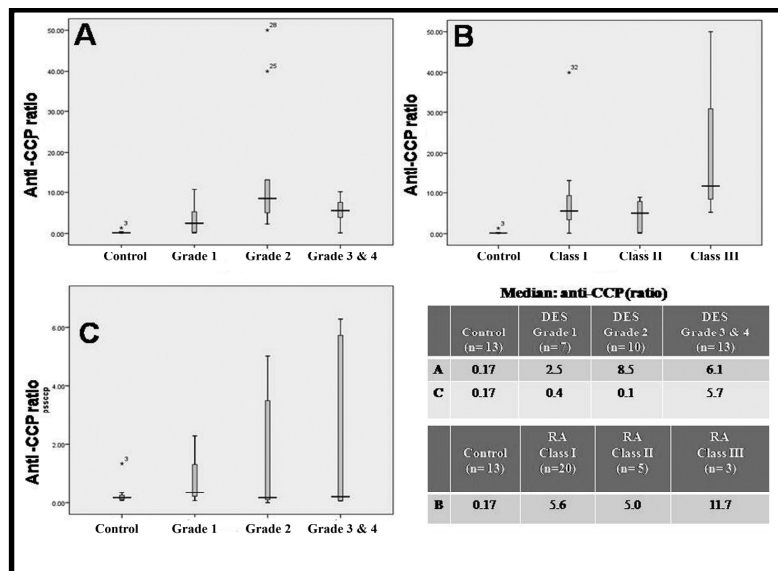 A
Anti-CCP ratio
50.00
40.00
30.00
20.00
10.00
0.00
28
25
3
Control Grade 1 Grade 2 Grade 3 & 4
B
Anti-CCP ratio
50.00
40.00
30.00
20.00
10.00
0.00
32
3
Control Class I Class II Class III
C
Anti-CCP ratio
pssccp
6.00
4.00
2.00
0.00
3
Control Grade 1 Grade 2 Grade 3 & 4
Median: anti-CCP(ratio)
DES DES DES
Control Grade 1 Grade 2 Grade 3 & 4
(n= 13) (n= 7) (n= 10) (n= 13)
A 0.17 2.5 8.5 6.1
C 0.17 0.4 0.1 5.7
RA RA RA
Control Class I Class II Class III
(n= 13) (n=20) (n= 5) (n= 3)
B 0.17 5.6 5.0 11.7